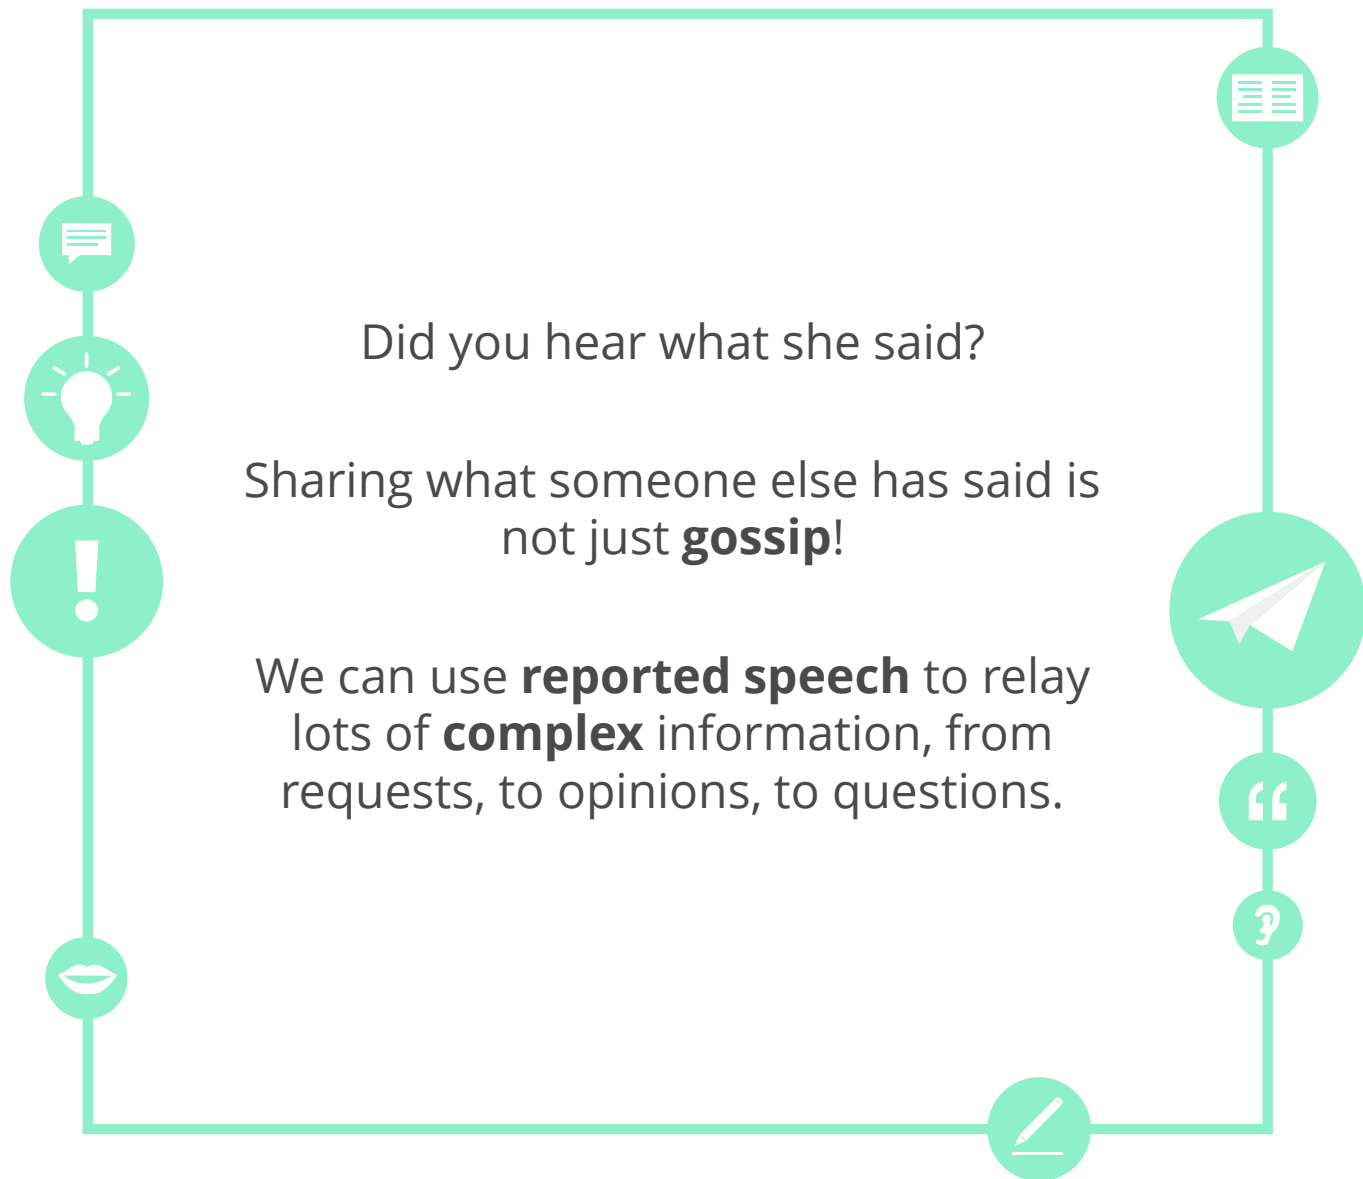 Did you hear what she said?
Sharing what someone else has said is
not just gossip!
We can use reported speech to relay
lots of complex information, from
requests, to opinions, to questions.